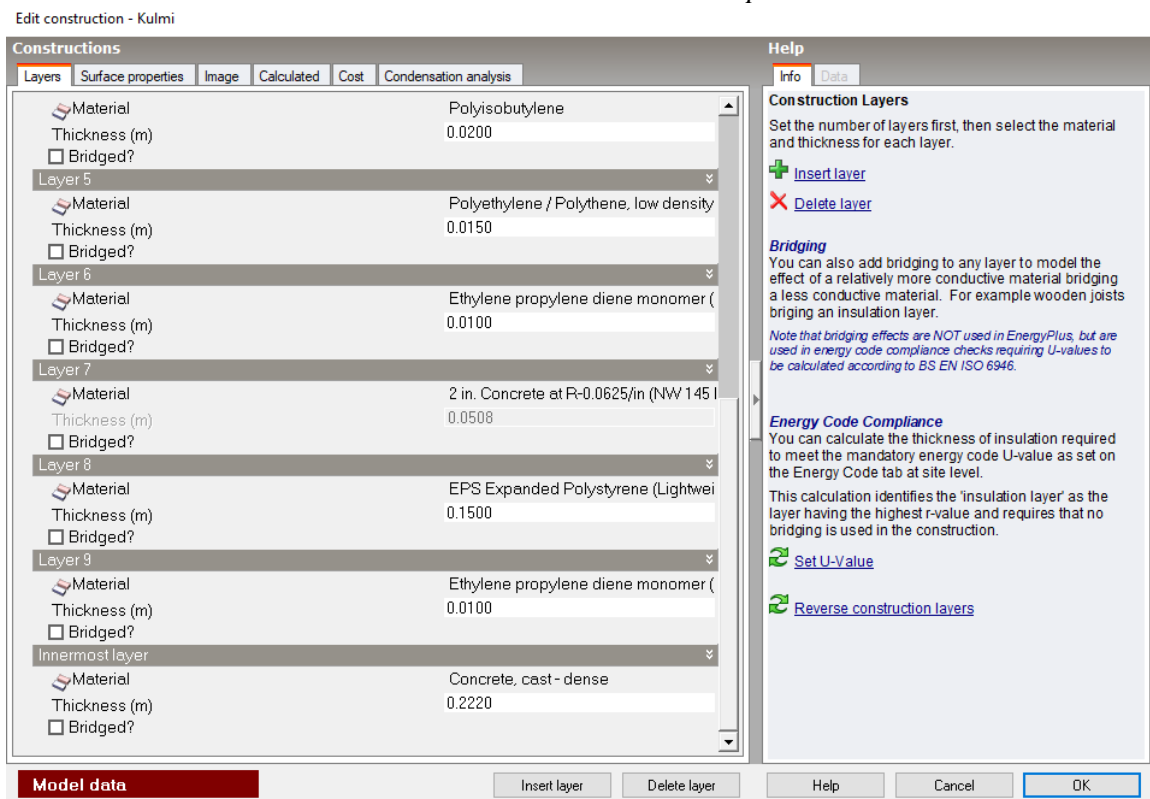 Edit construction - Kulmi
Constructions
Layers Surface properties Image Calculated Cost Condensation analysis
Material Polyisobutylene
Thickness (m) 0.0200
Bridged?
Layer 5
Material Polyethylene / Polythene, low density
Thickness (m) 0.0150
Bridged?
Layer 6
Material Ethylene propylene diene monomer (
Thickness (m) 0.0100
Bridged?
Layer 7
Material 2 in. Concrete at R-0.0625/in (NW 145 l
Thickness (m) 0.0508
Bridged?
Layer 8
Material EPS Expanded Polystyrene (Lightwei
Thickness (m) 0.1500
Bridged?
Layer 9
Material Ethylene propylene diene monomer (
Thickness (m) 0.0100
Bridged?
Innermost layer
Material Concrete, cast - dense
Thickness (m) 0.2220
Bridged?
Model data
Insert layer Delete layer
Help
Info Data
Construction Layers
Set the number of layers first, then select the material
and thickness for each layer.
Insert layer
Delete layer
Bridging
You can also add bridging to any layer to model the
effect of a relatively more conductive material bridging
a less conductive material. For example wooden joists
briging an insulation layer.
Note that bridging effects are NOT used in EnergyPlus, but are
used in energy code compliance checks requiring U-values to
be calculated according to BS EN ISO 6946.
Energy Code Compliance
You can calculate the thickness of insulation required
to meet the mandatory energy code U-value as set on
the Energy Code tab at site level.
This calculation identifies the 'insulation layer' as the
layer having the highest r-value and requires that no
bridging is used in the construction.
Set U-Value
Reverse construction layers
Help Cancel OK